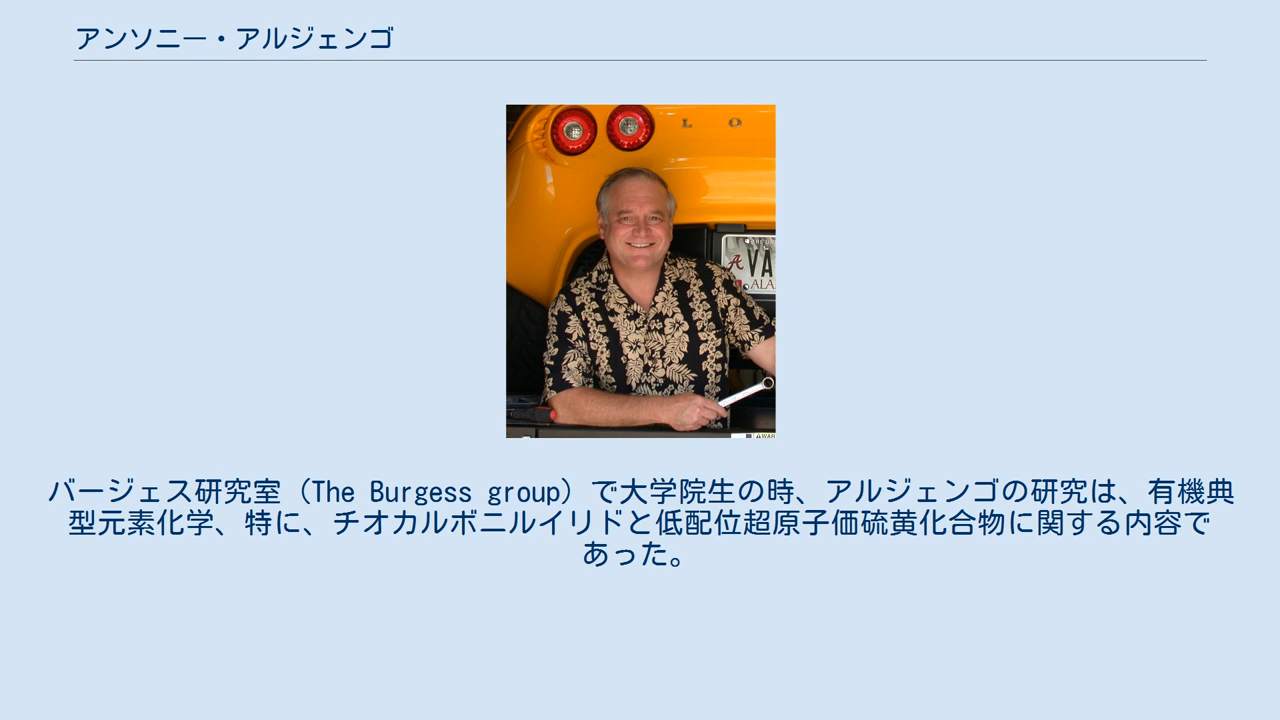 アンソニー・アルジェンゴ
L O
VA
ALA
バージェス研究室（The Burgess group）で大学院生の時、アルジェンゴの研究は、有機典
型元素化学、特に、チオカルボニルイリドと低配位超原子価硫黄化合物に関する内容で
あった。